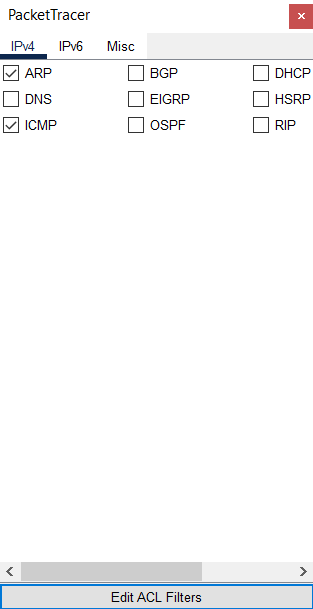 PacketTracer
IPv4 IPv6 Misc
ARP BGP DHCP
DNS EIGRP HSRP
ICMP OSPF RIP
Edit ACL Filters